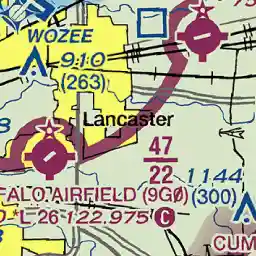 WOZEE
910
(263)
Lancaster
47
22
1144
(300)
FALO AIRFIELD (9G0)
L 26 122.975 C
CUM